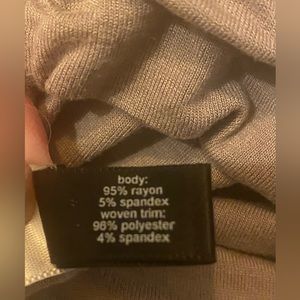 body:
95% rayon
5% spandex
woven trim:
96% polyester
4% spandex